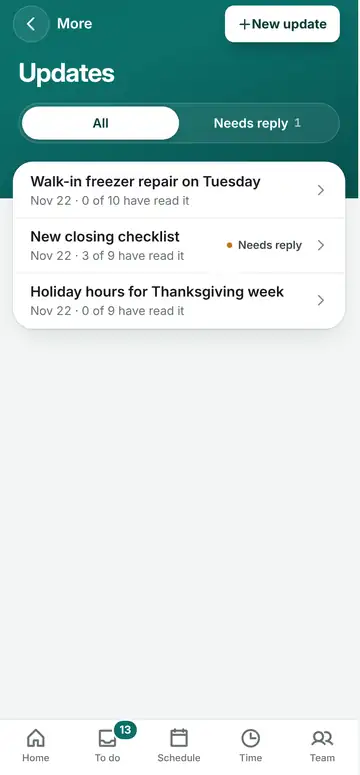 More
+New update
Updates
All
Needs reply 1
Walk-in freezer repair on Tuesday
Nov 22 · 0 of 10 have read it
New closing checklist
Nov 22 · 3 of 9 have read it
Needs reply
Holiday hours for Thanksgiving week
Nov 22 · 0 of 9 have read it
13
Home
To do
Schedule
Time
Team